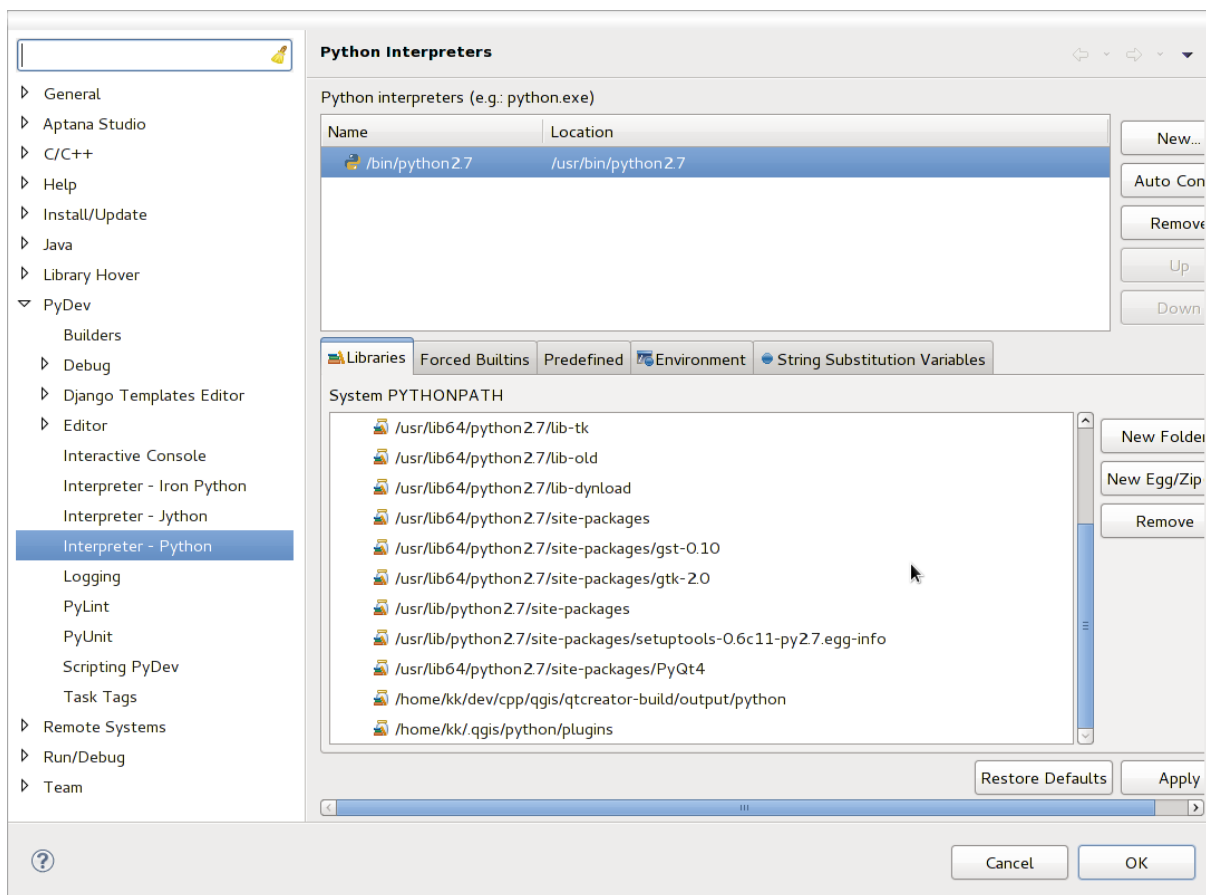 Python Interpreters
General
Aptana Studio
C/C++
Help
Install/Update
Java
Library Hover
PyDev
Builders
Debug
Django Templates Editor
Editor
Interactive Console
Interpreter - Iron Python
Interpreter - Jython
Interpreter - Python
Logging
PyLint
PyUnit
Scripting PyDev
Task Tags
Remote Systems
Run/Debug
Team
Python interpreters (e.g.: python.exe)
Name Location
/bin/python2.7 /usr/bin/python2.7
New...
Auto Con
Remove
Up
Down
Libraries Forced Builtins Predefined Environment String Substitution Variables
System PYTHONPATH
/usr/lib64/python2.7/lib-tk
/usr/lib64/python2.7/lib-old
/usr/lib64/python2.7/lib-dynload
/usr/lib64/python2.7/site-packages
/usr/lib64/python2.7/site-packages/gst-0.10
/usr/lib64/python2.7/site-packages/gtk-2.0
/usr/lib/python2.7/site-packages
/usr/lib/python2.7/site-packages/setuptools-0.6c11-py2.7.egg-info
/usr/lib64/python2.7/site-packages/PyQt4
/home/kk/dev/cpp/qgis/qtcreator-build/output/python
/home/kk/.qgis/python/plugins
New Folder
New Egg/Zip
Remove
Restore Defaults Apply
Cancel OK